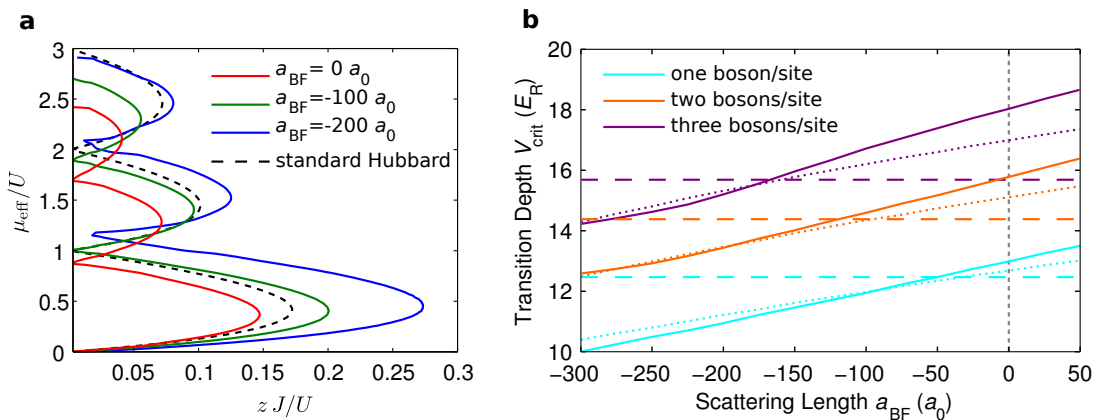 a
3
2.5
2
1.5
1
0.5
0
0.05
0.1
0.15
0.2
0.25
0.3
μeff/U
z J/U
aBF= 0 a0
aBF=-100 a0
aBF=-200 a0
standard Hubbard
b
20
18
16
14
12
10
-300
-250
-200
-150
-100
-50
0
50
Transition Depth Vcrit (ER)
Scattering Length aBF (a0)
one boson/site
two bosons/site
three bosons/site